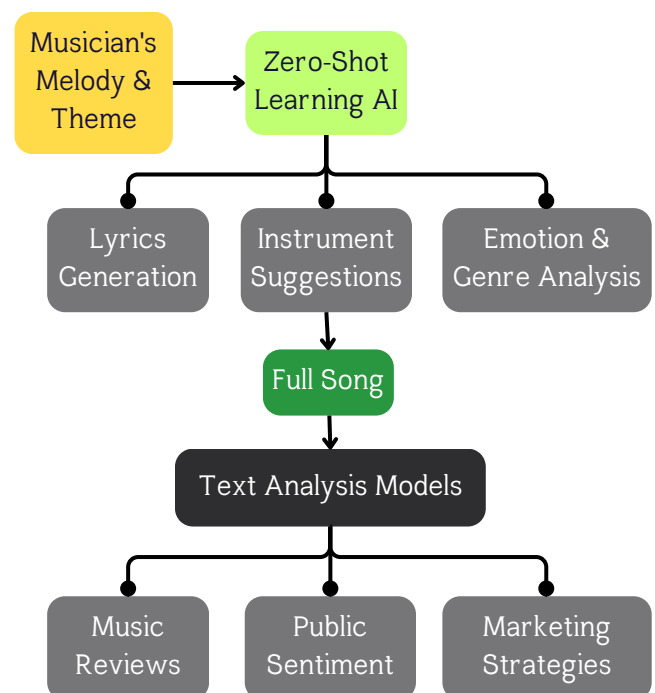 Musician's
Melody &
Theme
Zero-Shot
Learning AI
Lyrics
Generation
Instrument
Suggestions
Emotion &
Genre Analysis
Full Song
Text Analysis Models
Music
Reviews
Public
Sentiment
Marketing
Strategies